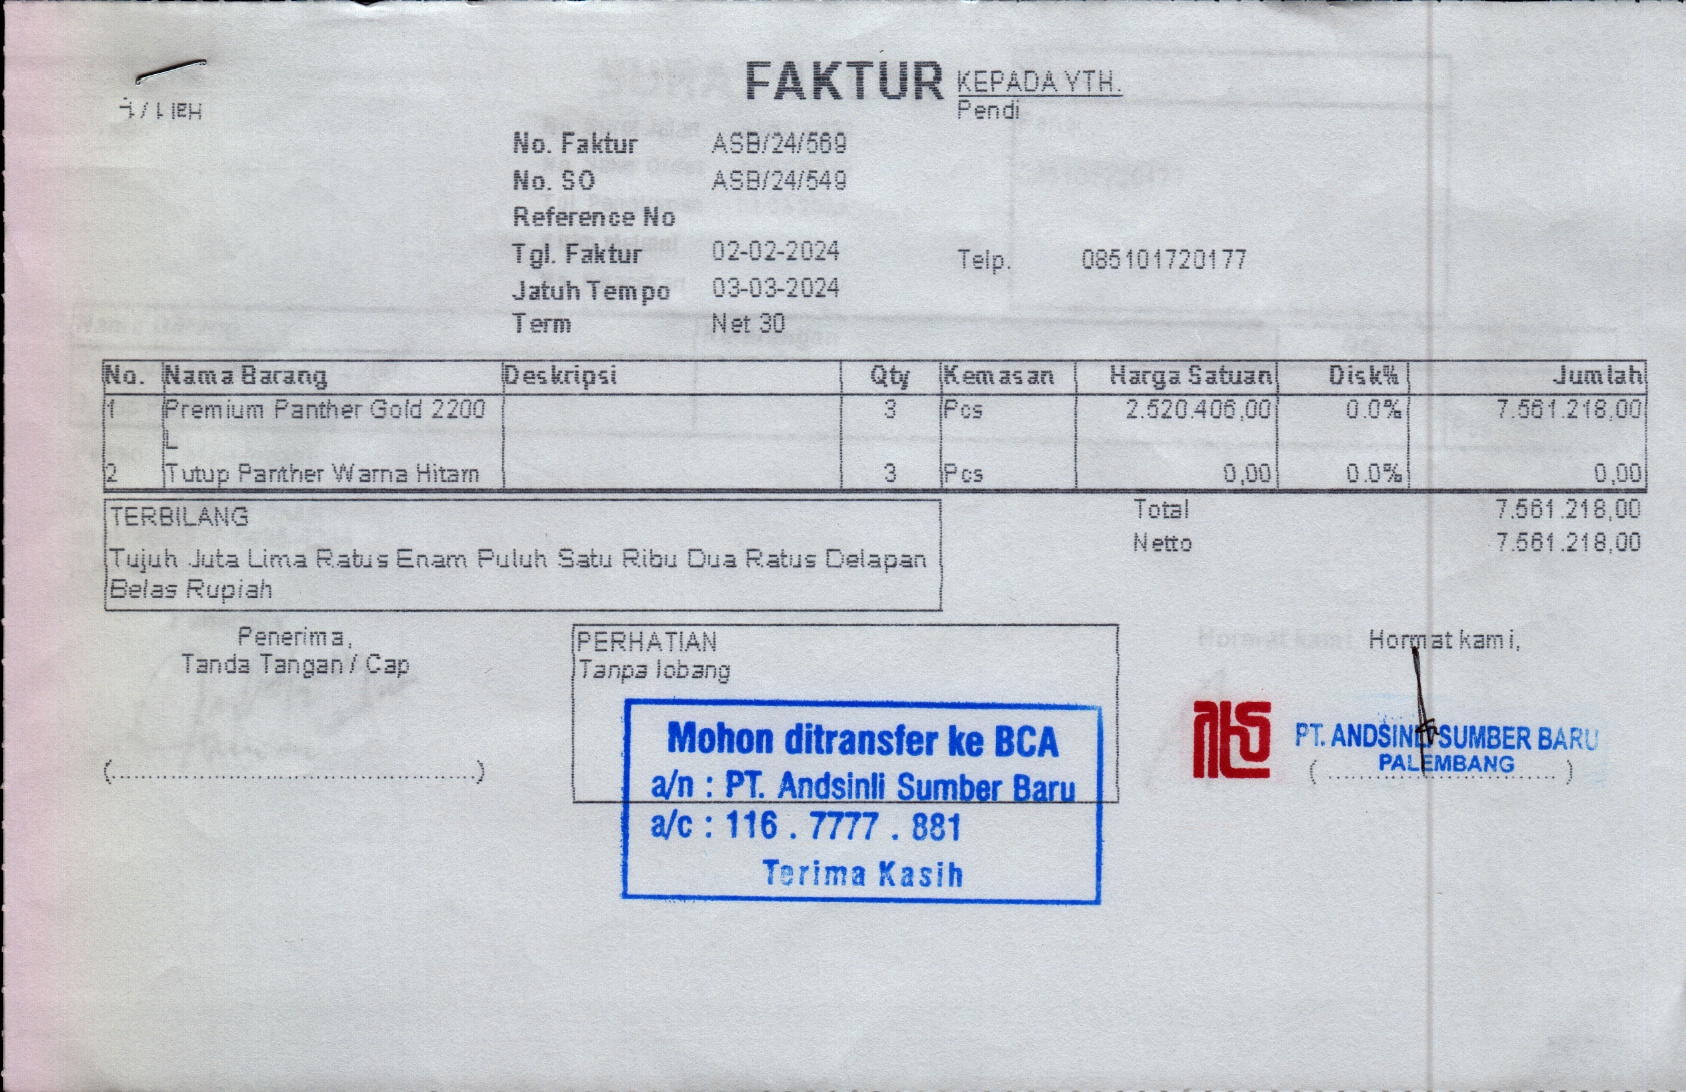 FAKTUR
KEPADA YTH.
Pendi
No. Faktur ASB/24/569
No. SO ASB/24/549
Reference No
Tgl. Faktur 02-02-2024
Telp. 085101720177
Jatuh Tempo 03-03-2024
Term Net 30
No. Nama Barang Deskripsi Qty Kemasan Harga Satuan Disk% Jumlah
1 Premium Panther Gold 2200 3 Pcs 2.520.406,00 0.0% 7.561.218,00
L
2 Tutup Panther Warna Hitam 3 Pcs 0,00 0.0% 0,00
Total 7.561.218,00
Netto 7.561.218,00
TERBILANG
Tujuh Juta Lima Ratus Enam Puluh Satu Ribu Dua Ratus Delapan
Belas Rupiah
Penerima,
Tanda Tangan / Cap
(................................................)
PERHATIAN
Tanpa lobang
Mohon ditransfer ke BCA
a/n : PT. Andsinli Sumber Baru
a/c : 116 . 7777 . 881
Terima Kasih
Hormat kami,
PT. ANDSINLI SUMBER BARU
PALEMBANG
( ............................ )